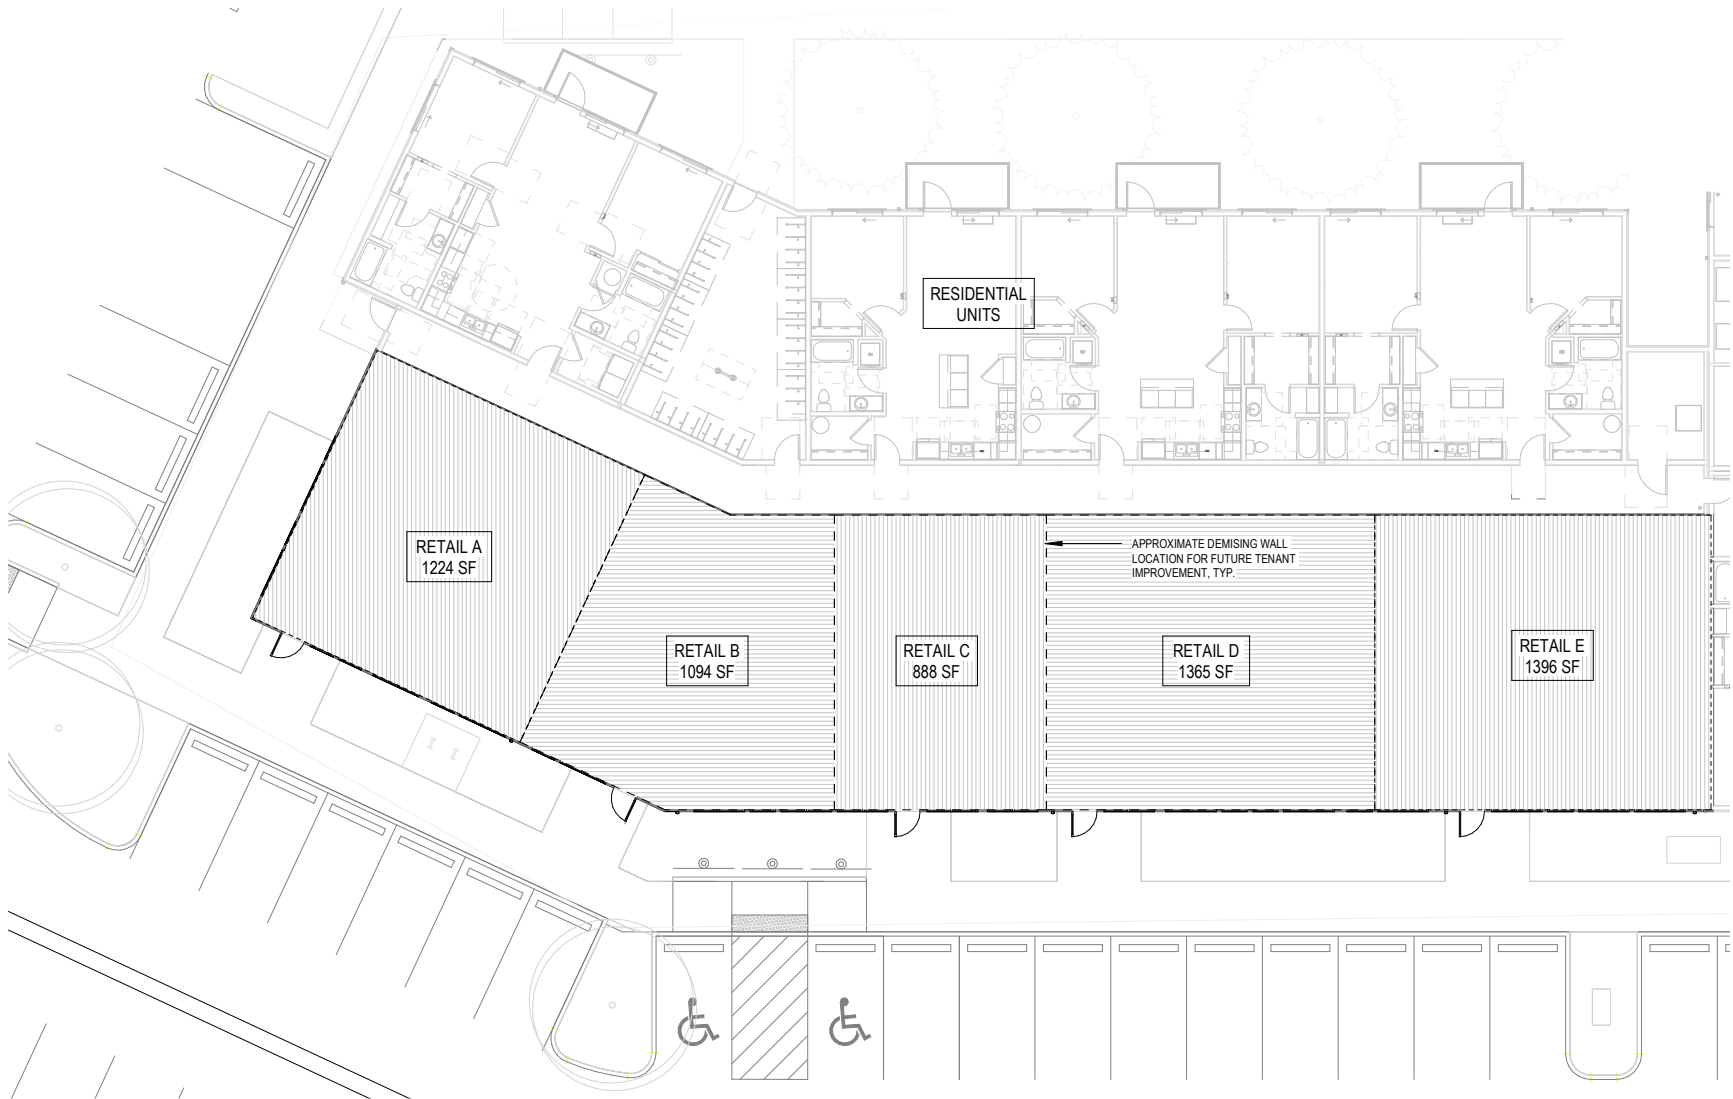 RESIDENTIAL
UNITS
RETAIL A
1224 SF
APPROXIMATE DEMISING WALL
LOCATION FOR FUTURE TENANT
IMPROVEMENT, TYP.
RETAIL B
1094 SF
RETAIL C
888 SF
RETAIL D
1365 SF
RETAIL E
1396 SF